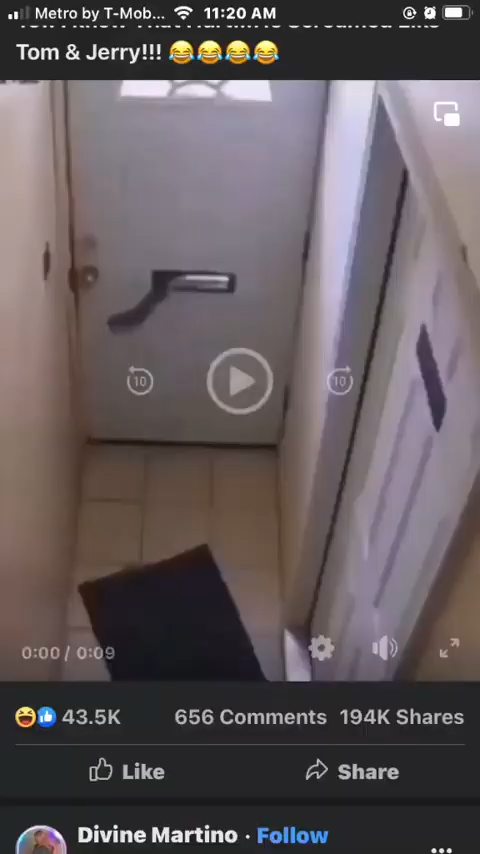 Metro by T-Mob... 11:20 AM
Tom & Jerry!!! 😂😂😂😂
10 10
0:00 / 0:09
43.5K 656 Comments 194K Shares
Like Share
Divine Martino · Follow